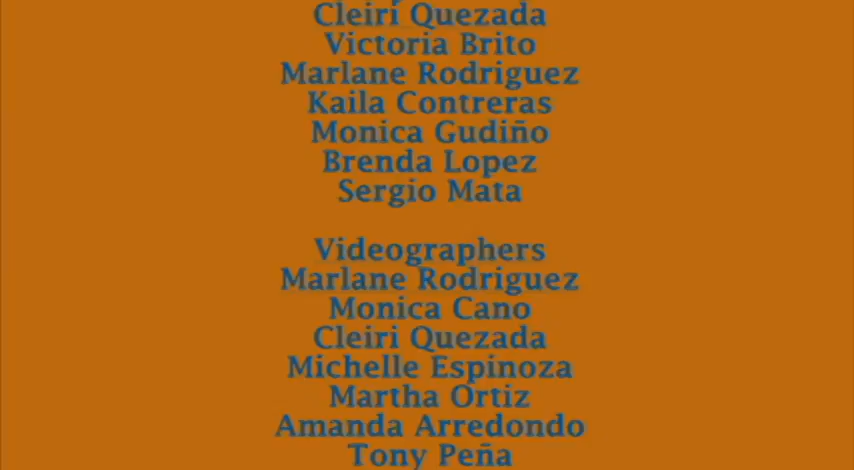 Cleiri Quezada
Victoria Brito
Marlane Rodriguez
Kaila Contreras
Monica Gudiño
Brenda Lopez
Sergio Mata
Videographers
Marlane Rodriguez
Monica Cano
Cleiri Quezada
Michelle Espinoza
Martha Ortiz
Amanda Arredondo
Tony Peña